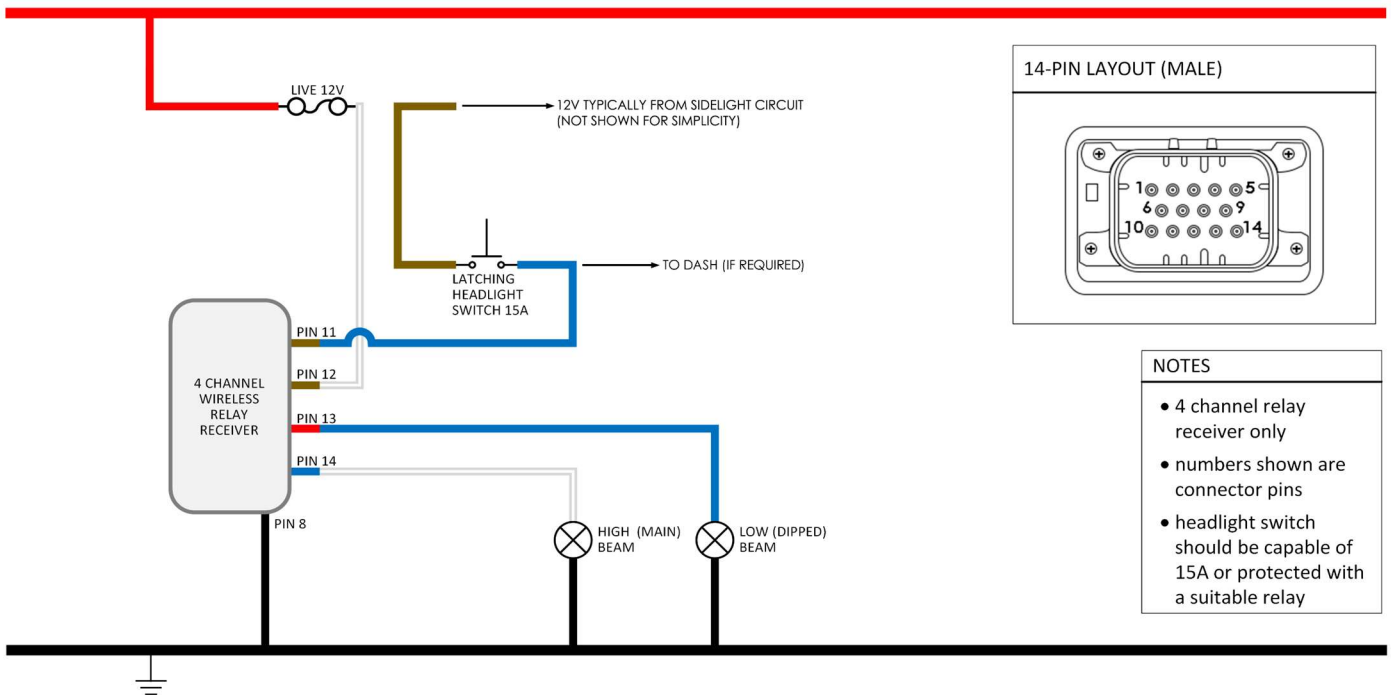 LIVE 12V
12V TYPICALLY FROM SIDELIGHT CIRCUIT
(NOT SHOWN FOR SIMPLICITY)
TO DASH (IF REQUIRED)
LATCHING
HEADLIGHT
SWITCH 15A
PIN 11
PIN 12
PIN 13
PIN 14
4 CHANNEL
WIRELESS
RELAY
RECEIVER
PIN 8
HIGH (MAIN)
BEAM
LOW (DIPPED)
BEAM
14-PIN LAYOUT (MALE)
1 5
6 9
10 14
NOTES
• 4 channel relay
receiver only
• numbers shown are
connector pins
• headlight switch
should be capable of
15A or protected with
a suitable relay